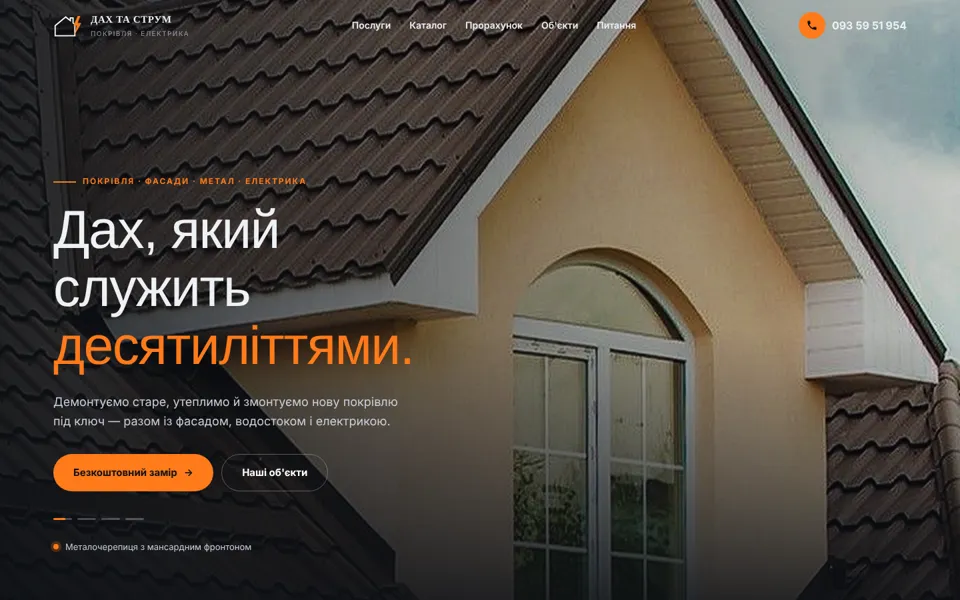 ДАХ ТА СТРУМ
ПОКРІВЛЯ · ЕЛЕКТРИКА
Послуги Каталог Прорахунок Об'єкти Питання
093 59 51 954
ПОКРІВЛЯ · ФАСАДИ · МЕТАЛ · ЕЛЕКТРИКА
Дах, який
служить
десятиліттями.
Демонтуємо старе, утеплимо й змонтуємо нову покрівлю
під ключ — разом із фасадом, водостоком і електрикою.
Безкоштовний замір →
Наші об'єкти
Металочерепиця з мансардним фронтоном